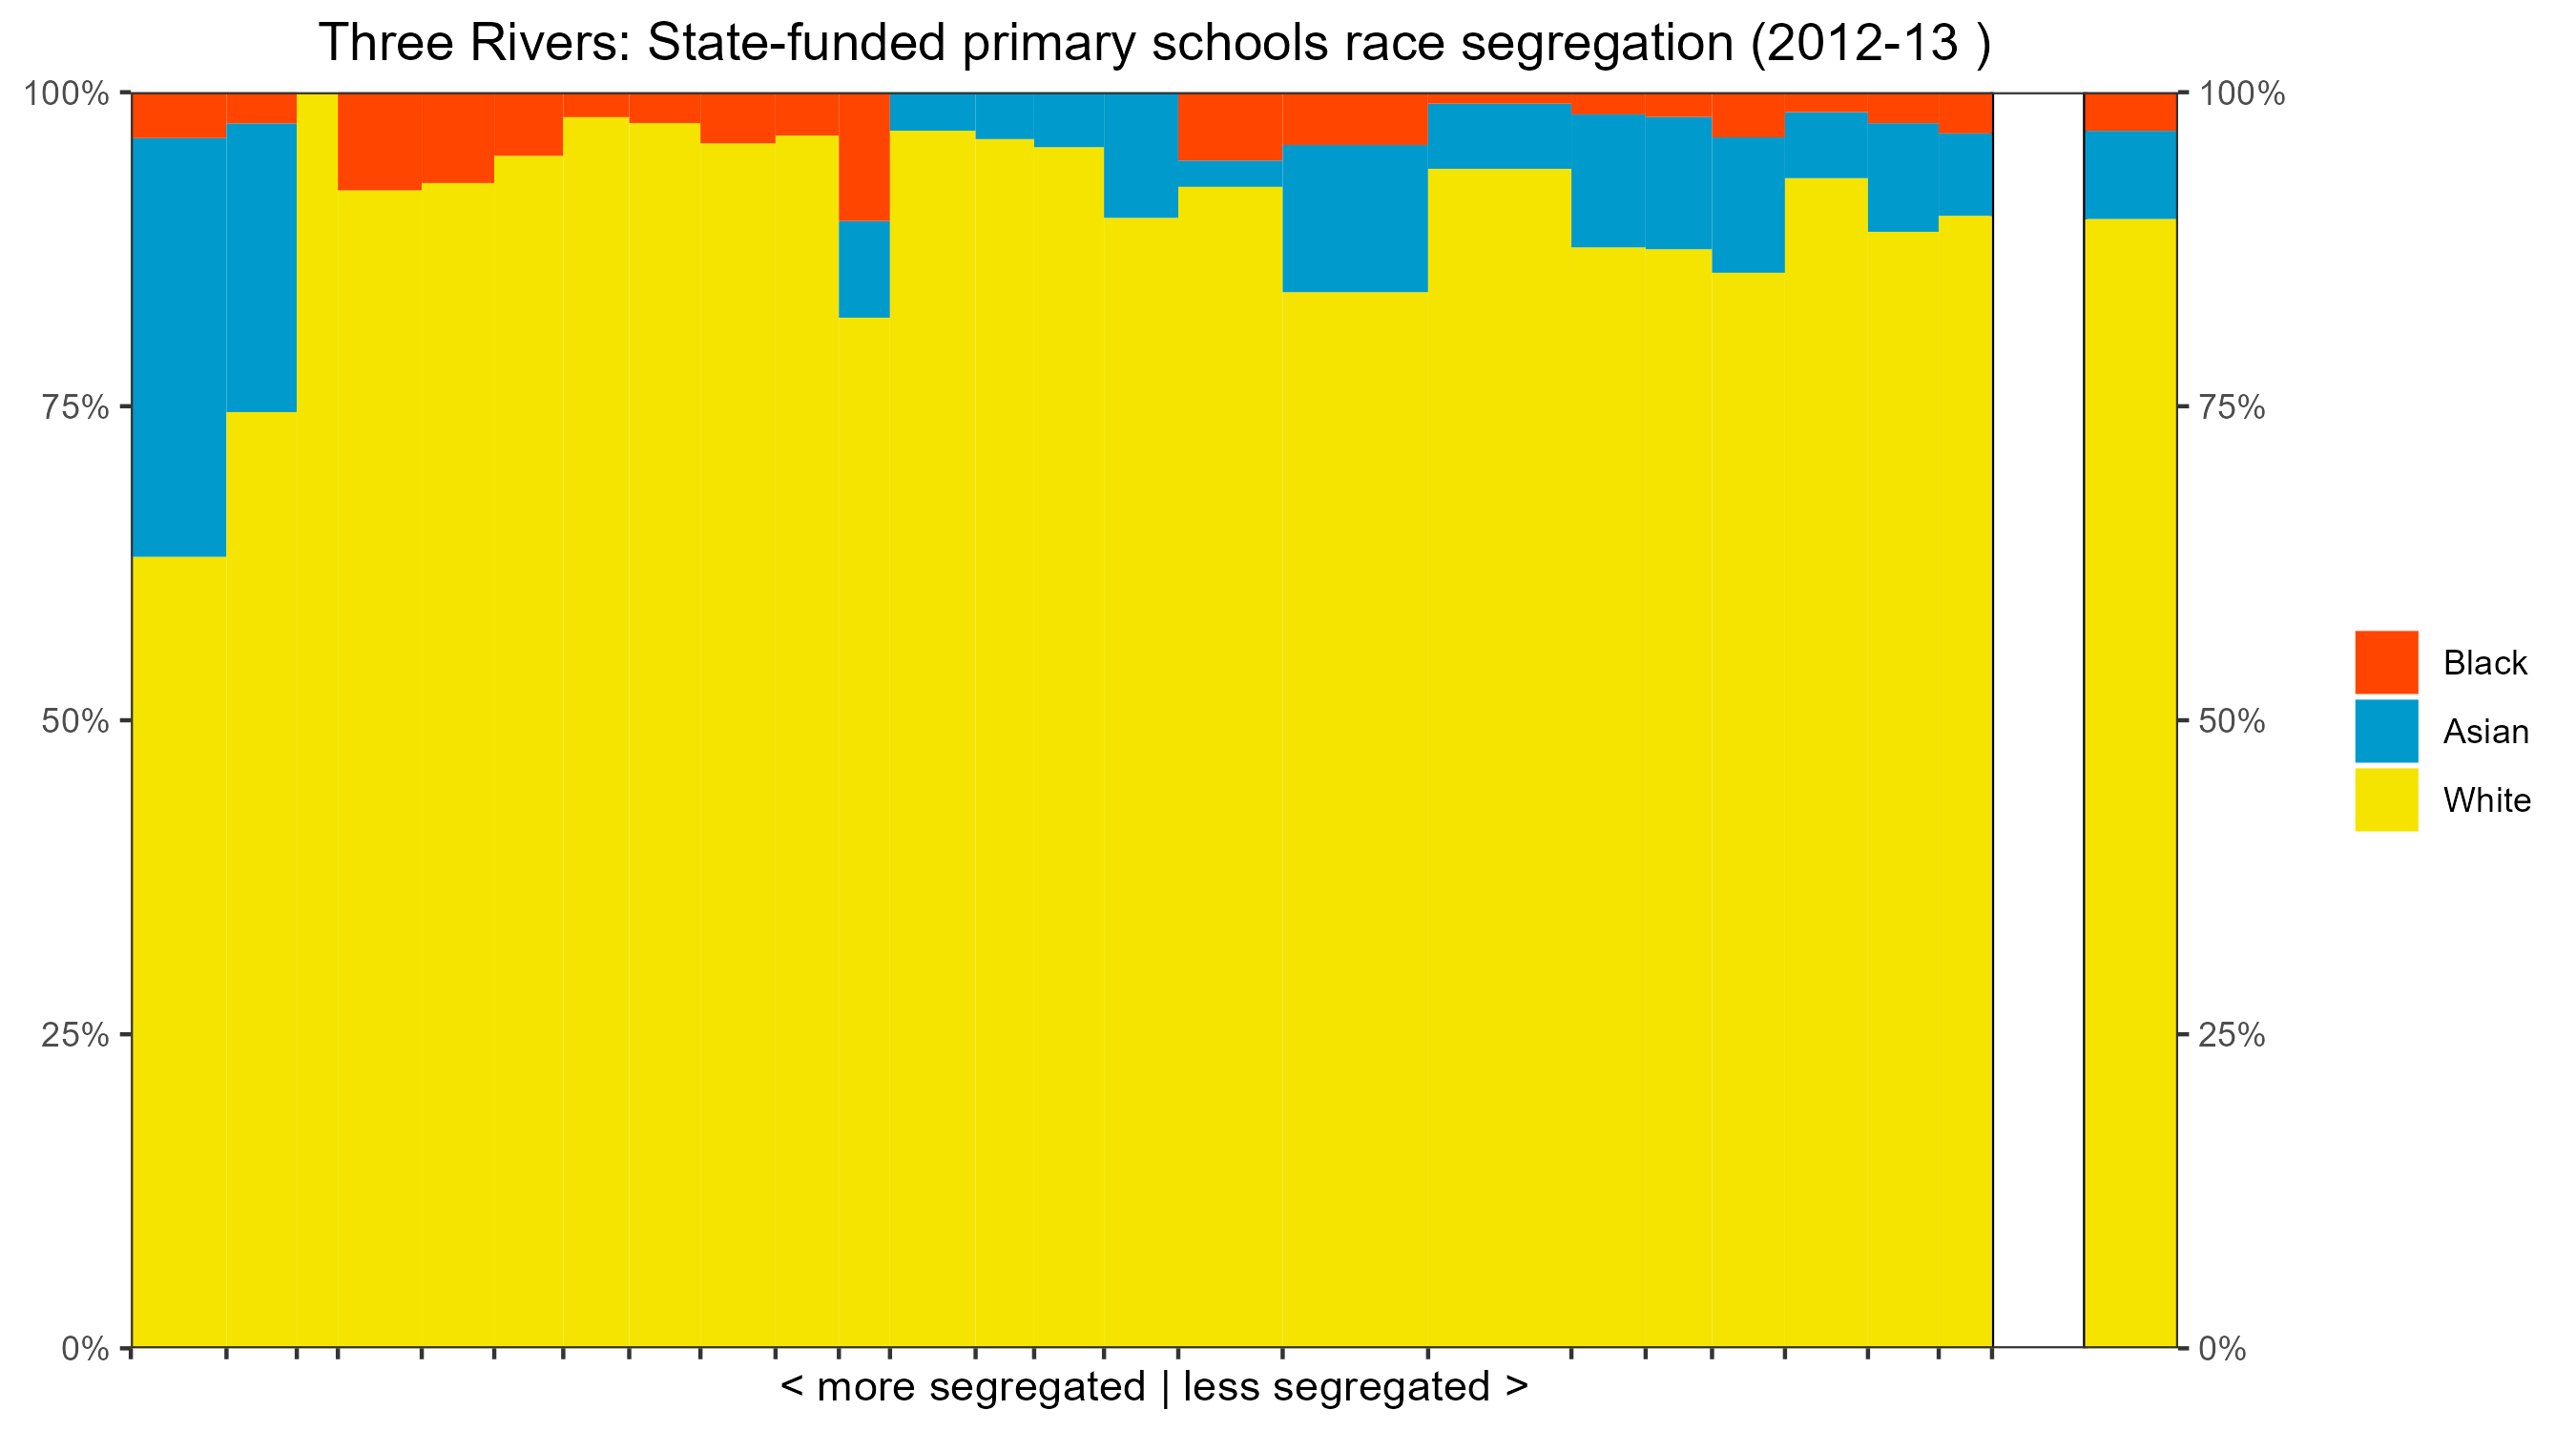 Three Rivers: State-funded primary schools race segregation (2012-13 )
100%
75%
50%
25%
0%
100%
75%
50%
25%
0%
Black
Asian
White
< more segregated | less segregated >